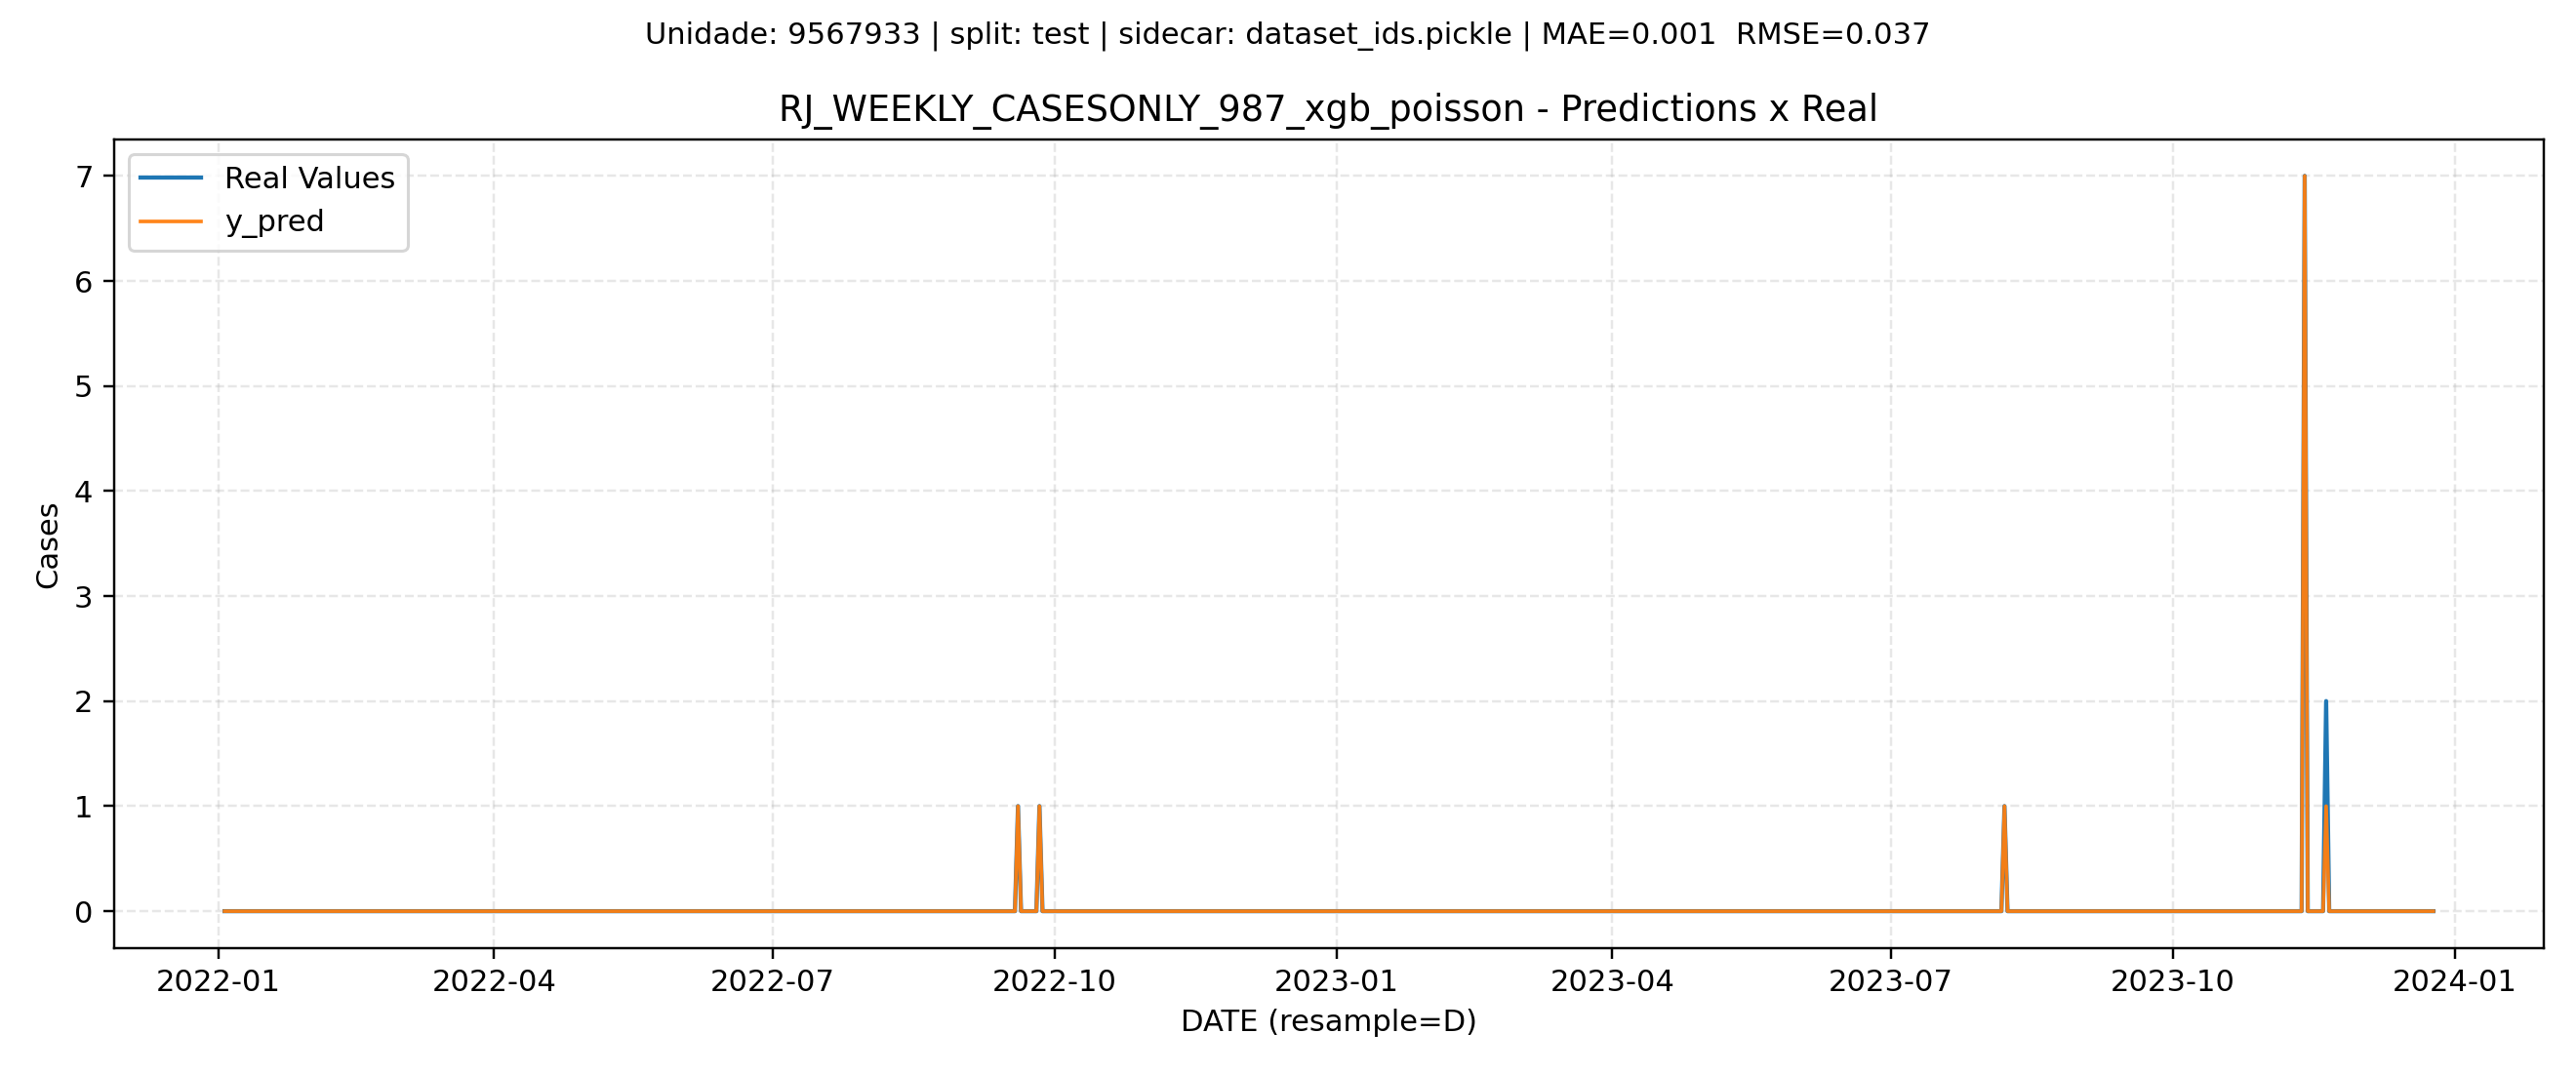 Unidade: 9567933 | split: test | sidecar: dataset_ids.pickle | MAE=0.001  RMSE=0.037
RJ_WEEKLY_CASESONLY_987_xgb_poisson - Predictions x Real
Real Values
y_pred
7
6
5
4
3
2
1
0
Cases
2022-01
2022-04
2022-07
2022-10
2023-01
2023-04
2023-07
2023-10
2024-01
DATE (resample=D)